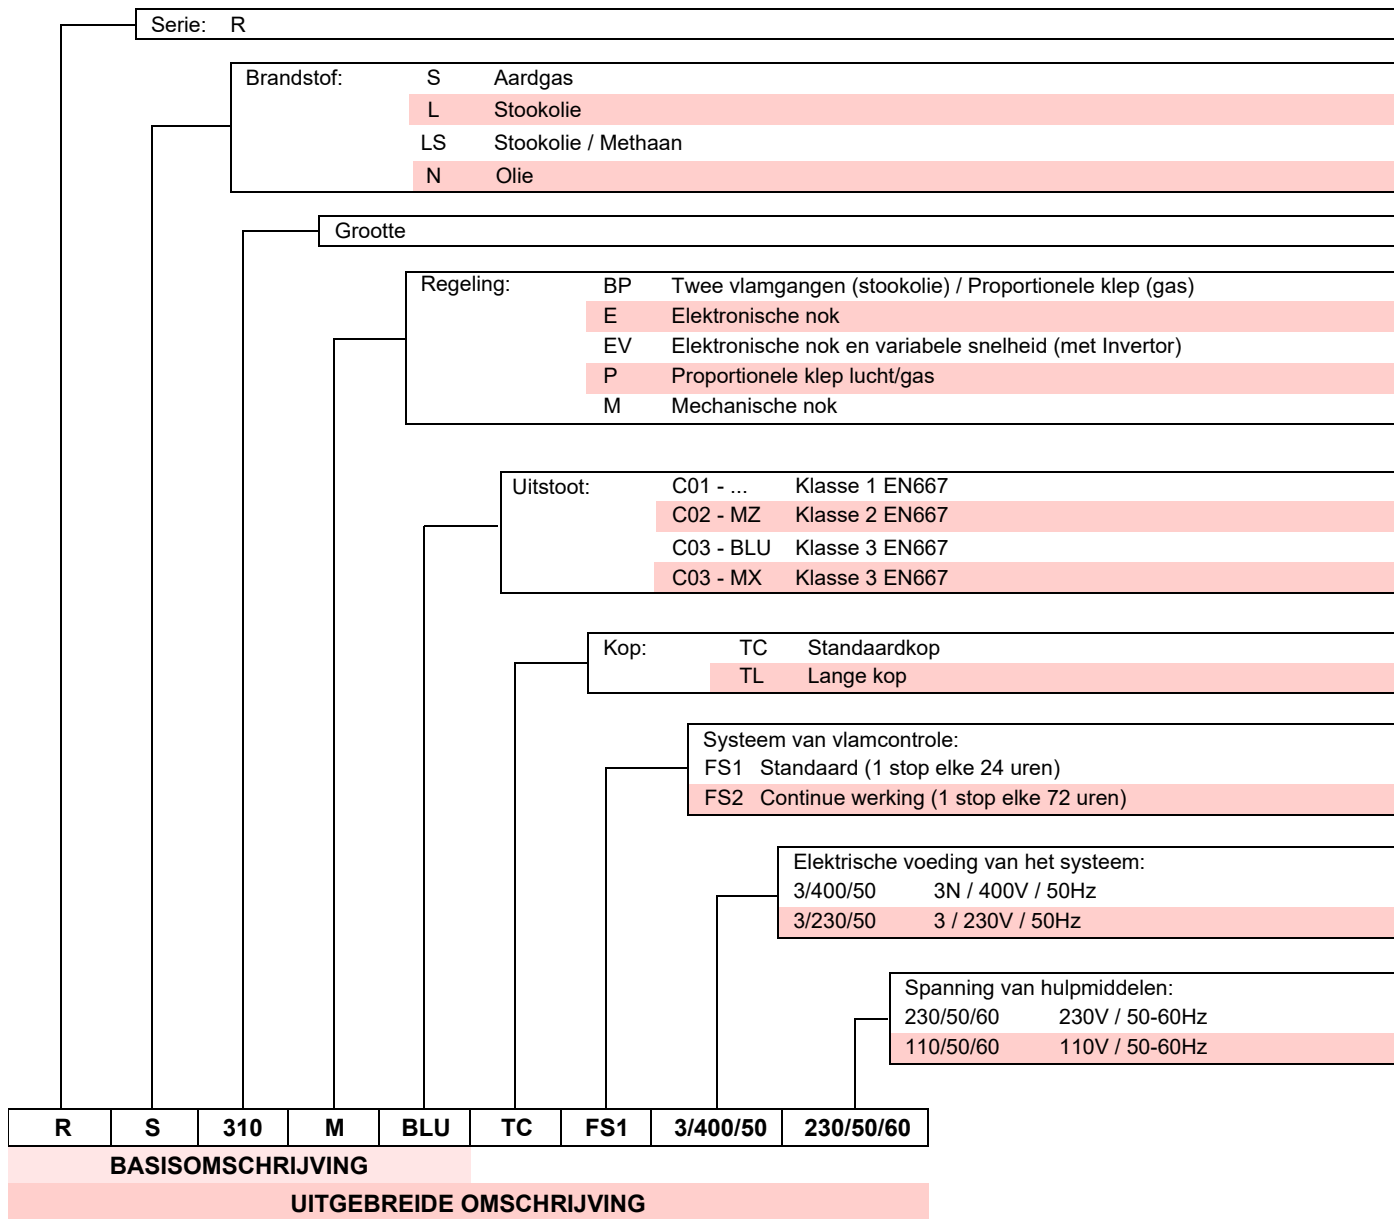 Serie: R
Brandstof: S Aardgas
L Stookolie
LS Stookolie / Methaan
N Olie
Grootte
Regeling: BP Twee vlamgangen (stookolie) / Proportionele klep (gas)
E Elektronische nok
EV Elektronische nok en variabele snelheid (met Invertor)
P Proportionele klep lucht/gas
M Mechanische nok
Uitstoot: C01 - ... Klasse 1 EN667
C02 - MZ Klasse 2 EN667
C03 - BLU Klasse 3 EN667
C03 - MX Klasse 3 EN667
Kop: TC Standaardkop
TL Lange kop
Systeem van vlamcontrole:
FS1 Standaard (1 stop elke 24 uren)
FS2 Continue werking (1 stop elke 72 uren)
Elektrische voeding van het systeem:
3/400/50 3N / 400V / 50Hz
3/230/50 3 / 230V / 50Hz
Spanning van hulpmiddelen:
230/50/60 230V / 50-60Hz
110/50/60 110V / 50-60Hz
R S 310 M BLU TC FS1 3/400/50 230/50/60
BASISOMSCHRIJVING
UITGEBREIDE OMSCHRIJVING